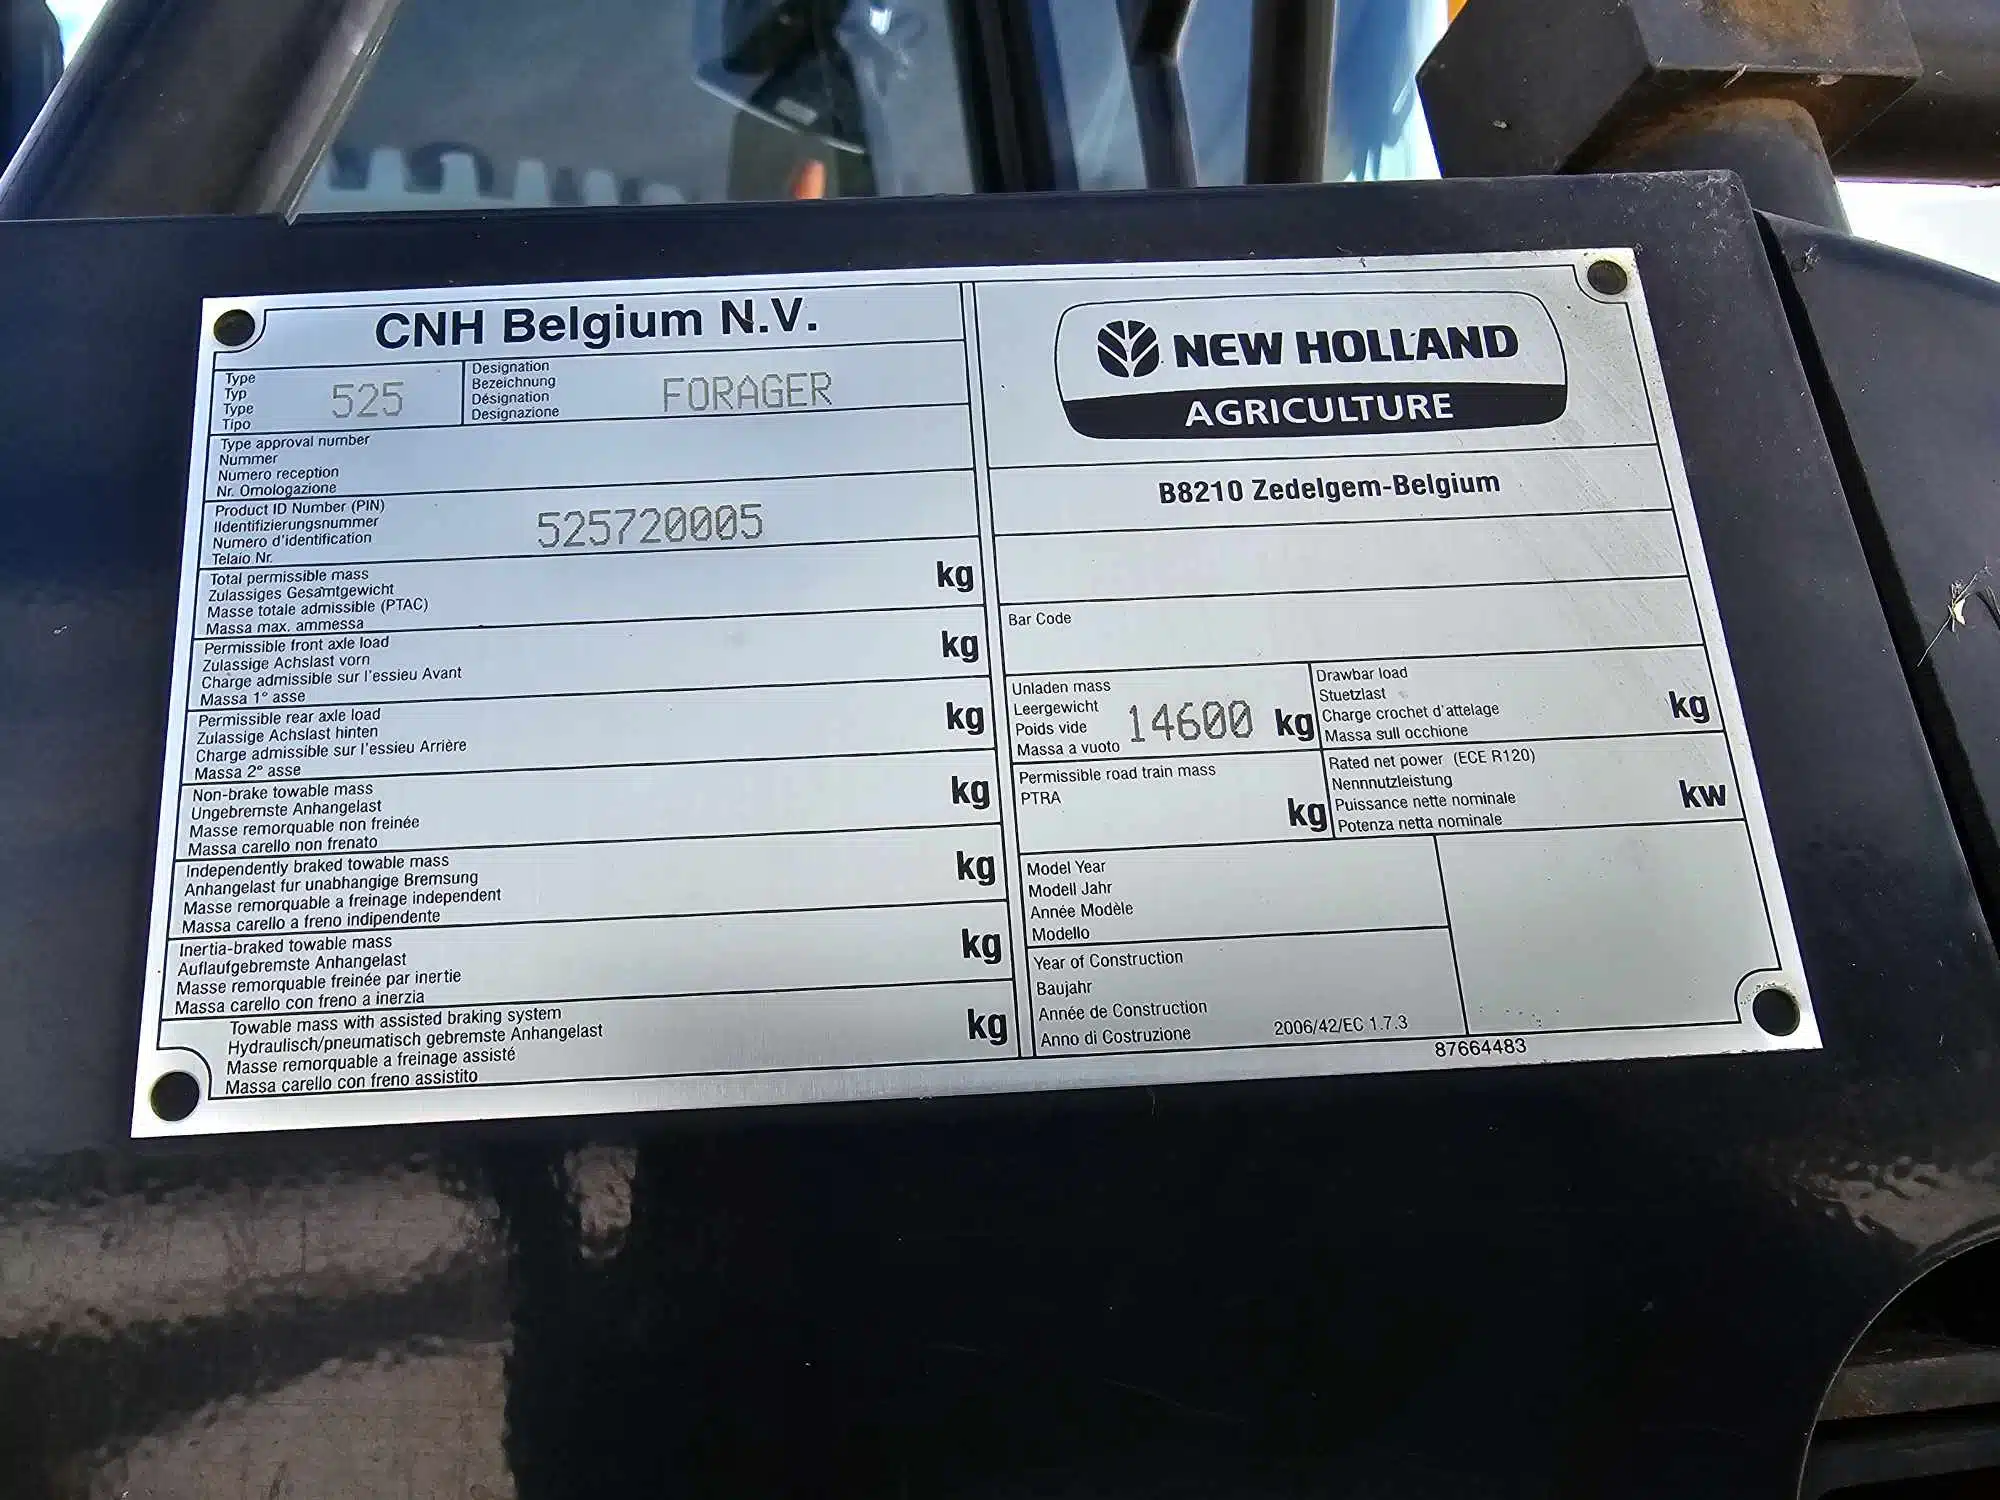 CNH Belgium N.V.
Type
Typ
Type
Tipo
525
Designation
Bezeichnung
Désignation
Designazione
FORAGER
Type approval number
Nummer
Numero reception
Nr. Omologazione
Product ID Number (PIN)
IIdentifizierungsnummer
Numero d'identification
Telaio Nr.
525720005
Total permissible mass
Zulassiges Gesamtgewicht
Masse totale admissible (PTAC)
Massa max. ammessa
kg
Permissible front axle load
Zulassige Achslast vorn
Charge admissible sur l'essieu Avant
Massa 1° asse
kg
Permissible rear axle load
Zulassige Achslast hinten
Charge admissible sur l'essieu Arrière
Massa 2° asse
kg
Non-brake towable mass
Ungebremste Anhangelast
Masse remorquable non freinée
Massa carello non frenato
kg
Independently braked towable mass
Anhangelast fur unabhangige Bremsung
Masse remorquable a freinage independent
Massa carello a freno indipendente
kg
Inertia-braked towable mass
Auflaufgebremste Anhangelast
Masse remorquable freinée par inertie
Massa carello con freno a inerzia
kg
Towable mass with assisted braking system
Hydraulisch/pneumatisch gebremste Anhangelast
Masse remorquable a freinage assisté
Massa carello con freno assistito
kg
NEW HOLLAND
AGRICULTURE
B8210 Zedelgem-Belgium
Bar Code
Unladen mass
Leergewicht
Poids vide
Massa a vuoto
14600 kg
Drawbar load
Stuetzlast
Charge crochet d'attelage
Massa sull occhione
kg
Permissible road train mass
PTRA
kg
Rated net power (ECE R120)
Nennnutzleistung
Puissance nette nominale
Potenza netta nominale
kw
Model Year
Modell Jahr
Année Modèle
Modello
Year of Construction
Baujahr
Année de Construction
Anno di Costruzione
2006/42/EC 1.7.3
87664483